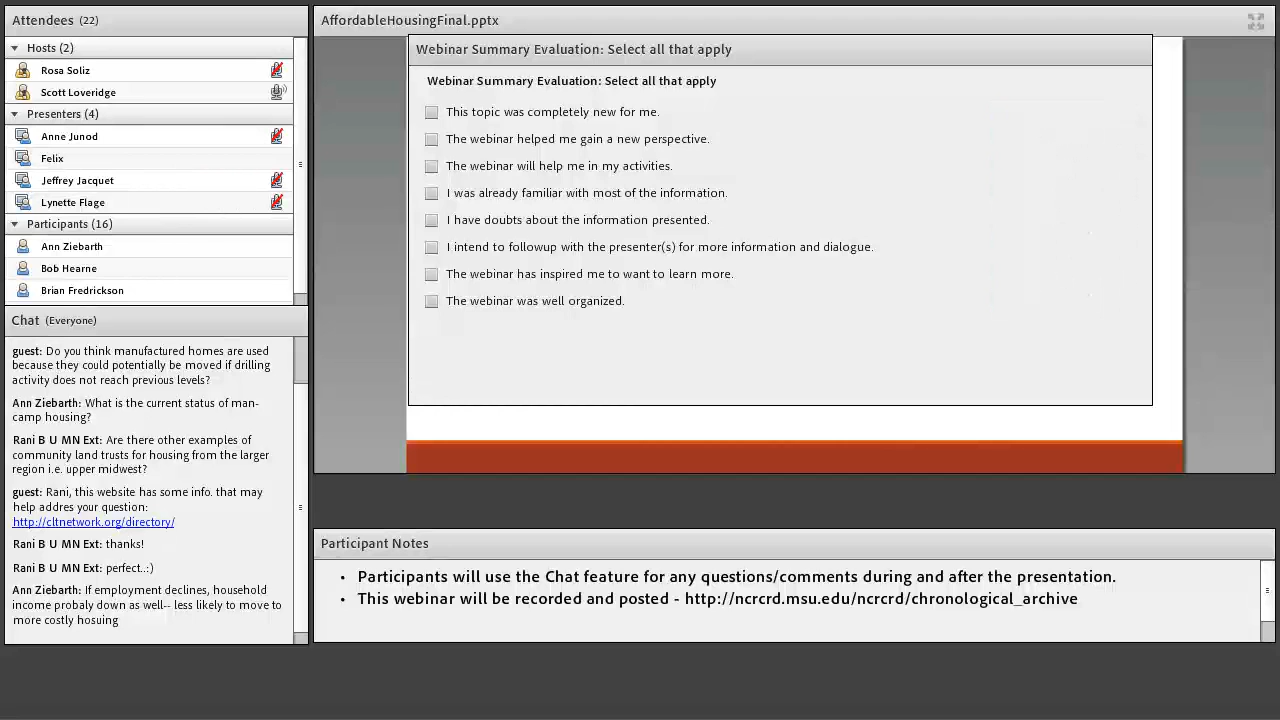 Attendees (22)
Hosts (2)
Rosa Soliz
Scott Loveridge
Presenters (4)
Anne Junod
Felix
Jeffrey Jacquet
Lynette Flage
Participants (16)
Ann Ziebarth
Bob Hearne
Brian Fredrickson
Chat (Everyone)
guest: Do you think manufactured homes are used
because they could potentially be moved if drilling
activity does not reach previous levels?
Ann Ziebarth: What is the current status of man-
camp housing?
Rani B U MN Ext: Are there other examples of
community land trusts for housing from the larger
region i.e. upper midwest?
guest: Rani, this website has some info. that may
help addres your question:
http://cltnetwork.org/directory/
Rani B U MN Ext: thanks!
Rani B U MN Ext: perfect..:)
Ann Ziebarth: If employment declines, household
income probaly down as well-- less likely to move to
more costly hosuing
AffordableHousingFinal.pptx
Webinar Summary Evaluation: Select all that apply
Webinar Summary Evaluation: Select all that apply
This topic was completely new for me.
The webinar helped me gain a new perspective.
The webinar will help me in my activities.
I was already familiar with most of the information.
I have doubts about the information presented.
I intend to followup with the presenter(s) for more information and dialogue.
The webinar has inspired me to want to learn more.
The webinar was well organized.
Participant Notes
• Participants will use the Chat feature for any questions/comments during and after the presentation.
• This webinar will be recorded and posted - http://ncrcrd.msu.edu/ncrcrd/chronological_archive